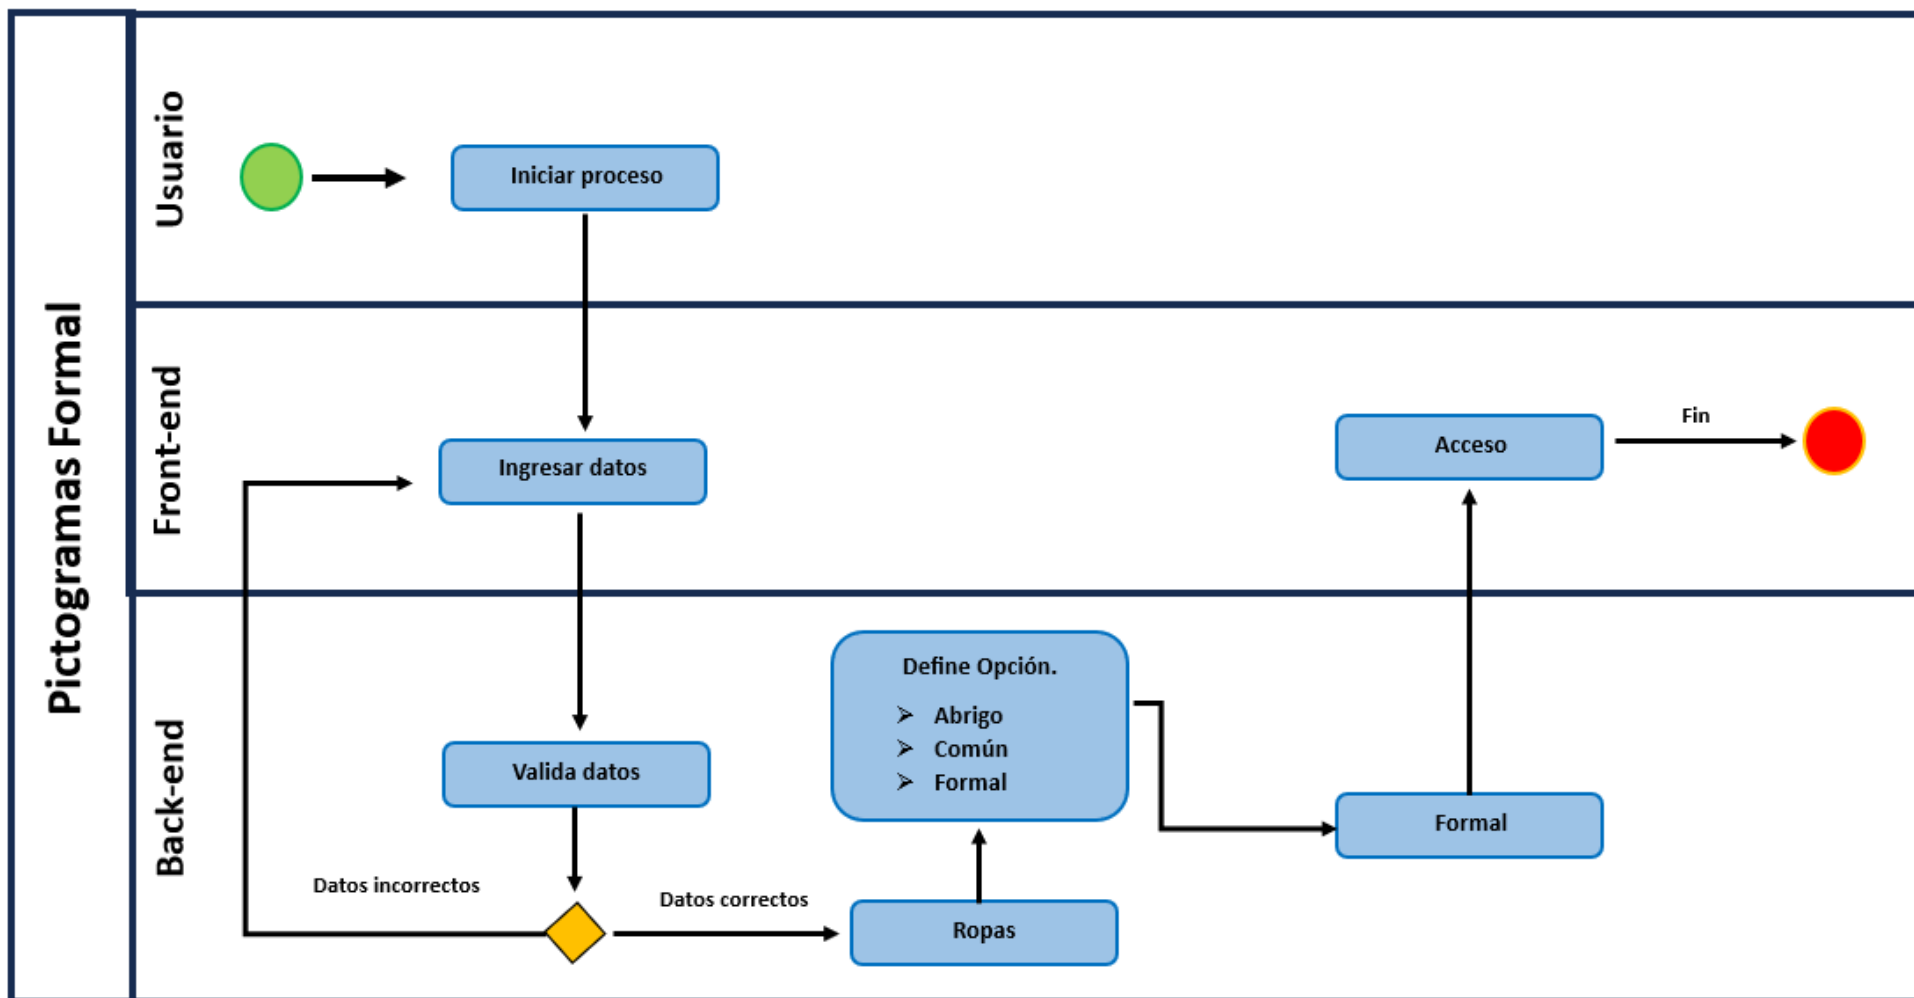 Pictogramas Formal
Usuario
Iniciar proceso
Front-end
Ingresar datos
Acceso
Fin
Back-end
Valida datos
Datos incorrectos
Datos correctos
Ropas
Define Opción.
➢ Abrigo
➢ Común
➢ Formal
Formal